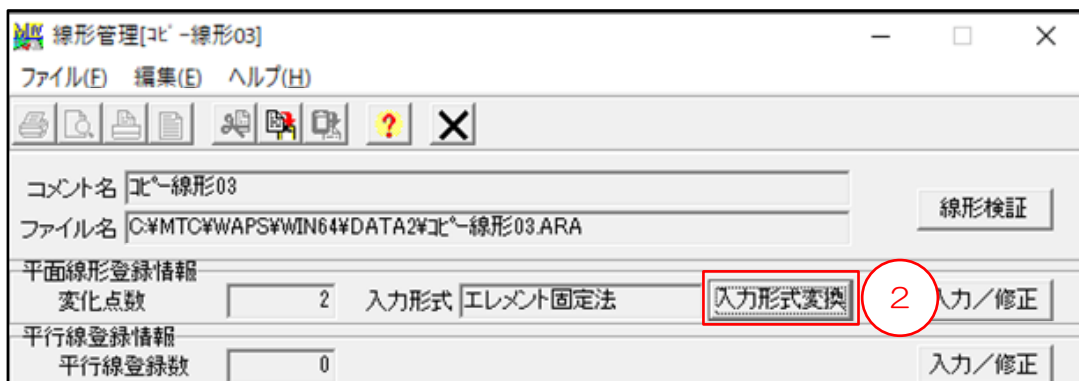 線形管理[ｺﾋﾟｰ線形03]
ファイル(F) 編集(E) ヘルプ(H)
?
コメント名 ｺﾋﾟｰ線形03
線形検証
ファイル名 C:¥MTC¥WAPS¥WIN64¥DATA2¥ｺﾋﾟｰ線形03.ARA
平面線形登録情報
変化点数 2 入力形式 エレメント固定法 入力形式変換 2 入力／修正
平行線登録情報
平行線登録数 0 入力／修正